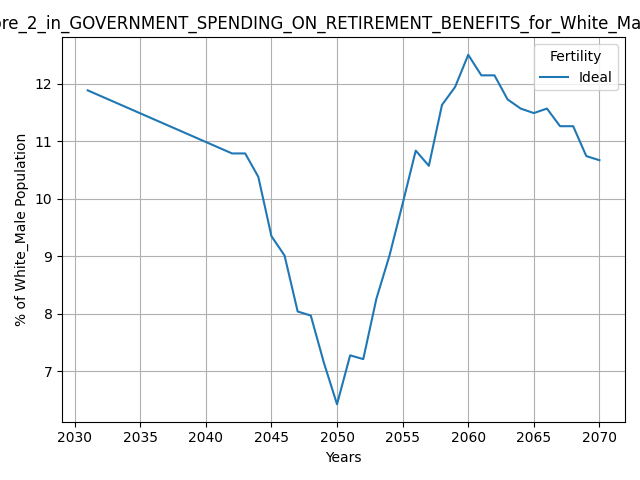 re_2_in_GOVERNMENT_SPENDING_ON_RETIREMENT_BENEFITS_for_White_Ma
Fertility
Ideal
% of White_Male Population
12
11
10
9
8
7
2030 2035 2040 2045 2050 2055 2060 2065 2070
Years